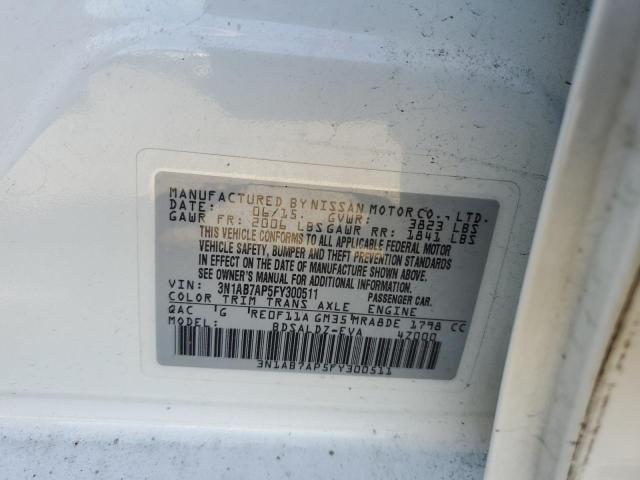 MANUFACTURED BY NISSAN MOTOR CO., LTD.
DATE: 06/15. GVWR: 3823 LBS
GAWR FR: 2006 LBS GAWR RR: 1841 LBS
THIS VEHICLE CONFORMS TO ALL APPLICABLE FEDERAL MOTOR
VEHICLE SAFETY, BUMPER AND THEFT PREVENTION STANDARDS
IN EFFECT ON THE DATE OF MANUFACTURE SHOWN ABOVE.
SEE OWNER'S MANUAL FOR ADDITIONAL INFORMATION.
VIN: 3N1AB7AP5FY300511 PASSENGER CAR.
COLOR TRIM TRANS AXLE ENGINE
QAC G RE0F11A GM35 MRA8DE 1798 CC
BDSALDZ-EVA 4Z000
3N1AB7AP5FY300511